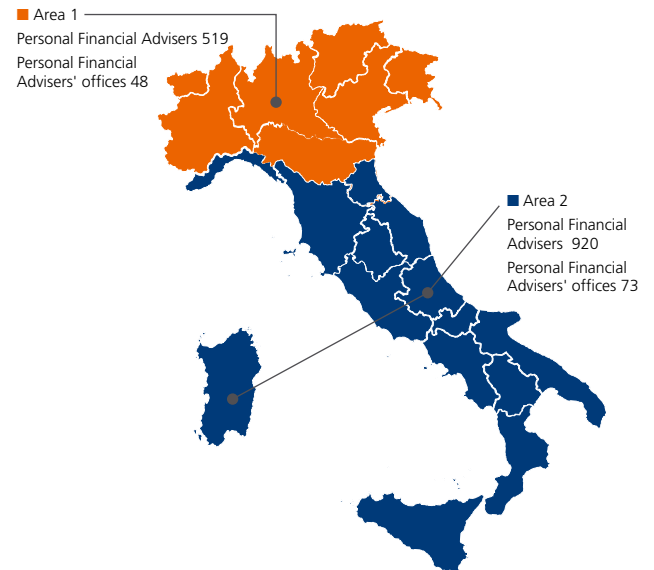 Area 1
Personal Financial Advisers 519
Personal Financial
Advisers' offices 48
Area 2
Personal Financial
Advisers 920
Personal Financial
Advisers' offices 73